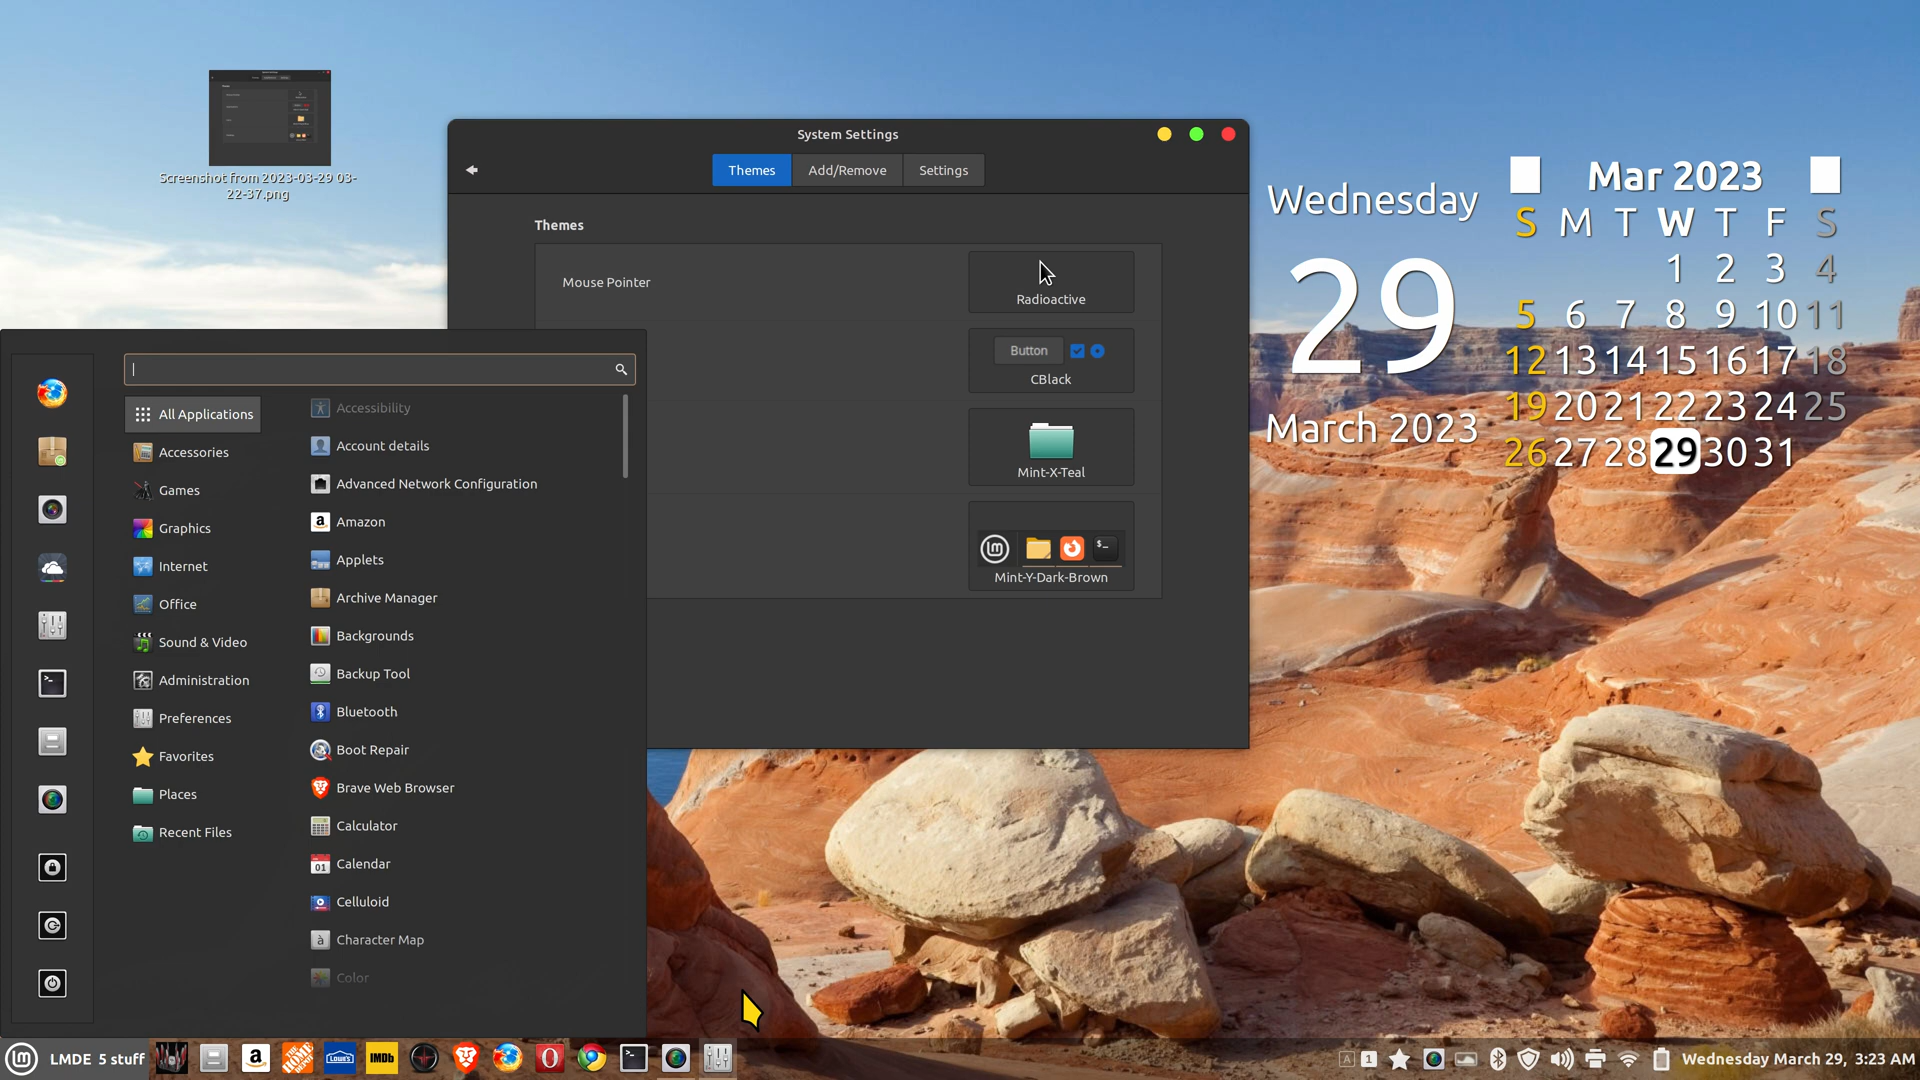 Screenshot from 2023-03-29 03-
22-37.png
System Settings
Themes
Add/Remove
Settings
Themes
Mouse Pointer
Radioactive
Button
CBlack
Mint-X-Teal
Mint-Y-Dark-Brown
Wednesday
29
March 2023
Mar 2023
S M T W T F S
1 2 3 4
5 6 7 8 9 10 11
12 13 14 15 16 17 18
19 20 21 22 23 24 25
26 27 28 29 30 31
All Applications
Accessories
Games
Graphics
Internet
Office
Sound & Video
Administration
Preferences
Favorites
Places
Recent Files
Accessibility
Account details
Advanced Network Configuration
Amazon
Applets
Archive Manager
Backgrounds
Backup Tool
Bluetooth
Boot Repair
Brave Web Browser
Calculator
01
Calendar
Celluloid
Character Map
Color
LMDE 5 stuff
LOWE'S
IMDb
A
1
Wednesday March 29, 3:23 AM